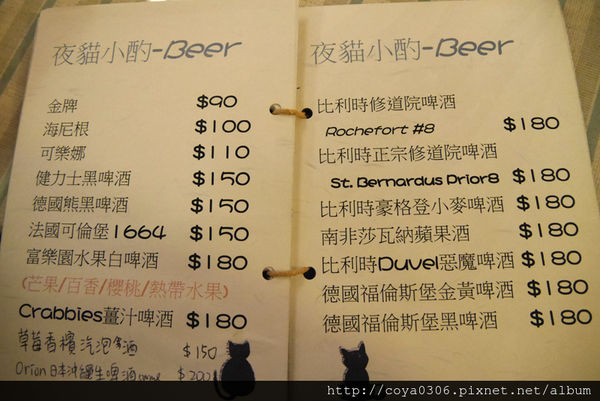 夜貓小酌-Beer
金牌 $90
海尼根 $100
可樂娜 $110
健力士黑啤酒 $150
德國熊黑啤酒 $150
法國可倫堡1664 $150
富樂園水果白啤酒 $180
(芒果/百香/櫻桃/熱帶水果)
Crabbies薑汁啤酒 $180
草莓香檳汽泡酒 $150
Orion日本沖繩生啤酒 $200
夜貓小酌-Beer
比利時修道院啤酒
Rochefort #8 $180
比利時正宗修道院啤酒
St. Bernardus Prior8 $180
比利時豪格登小麥啤酒 $180
南非莎瓦納蘋果酒 $180
比利時Duvel惡魔啤酒 $180
德國福倫斯堡金黃啤酒 $180
德國福倫斯堡黑啤酒 $180
http://coya0306.pixnet.net/album